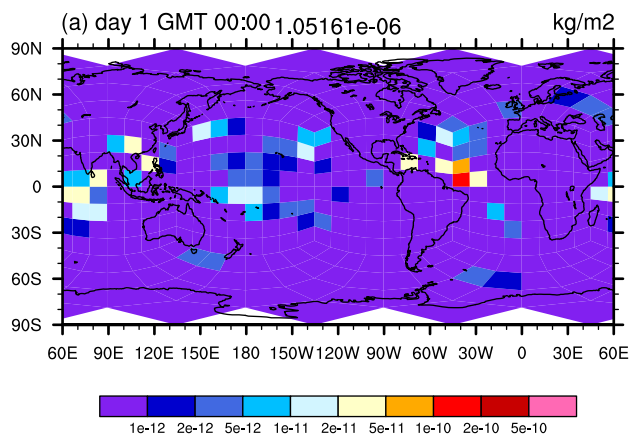 (a) day 1 GMT 00:00 1.05161e-06 kg/m2
90N
60N
30N
0
30S
60S
90S
60E 90E 120E 150E 180 150W 120W 90W 60W 30W 0 30E 60E
1e-12 2e-12 5e-12 1e-11 2e-11 5e-11 1e-10 2e-10 5e-10